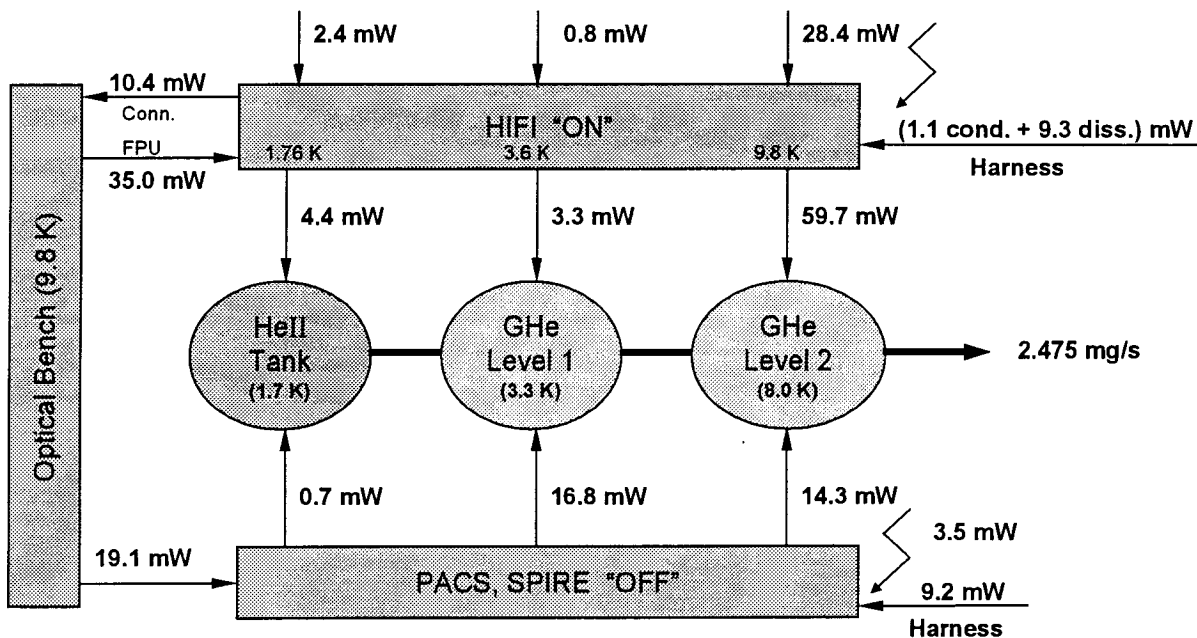 2.4 mW
0.8 mW
28.4 mW
10.4 mW
Conn.
HIFI "ON"
(1.1 cond. + 9.3 diss.) mW
FPU
1.76 K
3.6 K
9.8 K
Harness
35.0 mW
4.4 mW
3.3 mW
59.7 mW
Optical Bench (9.8 K)
HeII
Tank
(1.7 K)
GHe
Level 1
(3.3 K)
GHe
Level 2
(8.0 K)
2.475 mg/s
0.7 mW
16.8 mW
14.3 mW
3.5 mW
19.1 mW
PACS, SPIRE "OFF"
9.2 mW
Harness